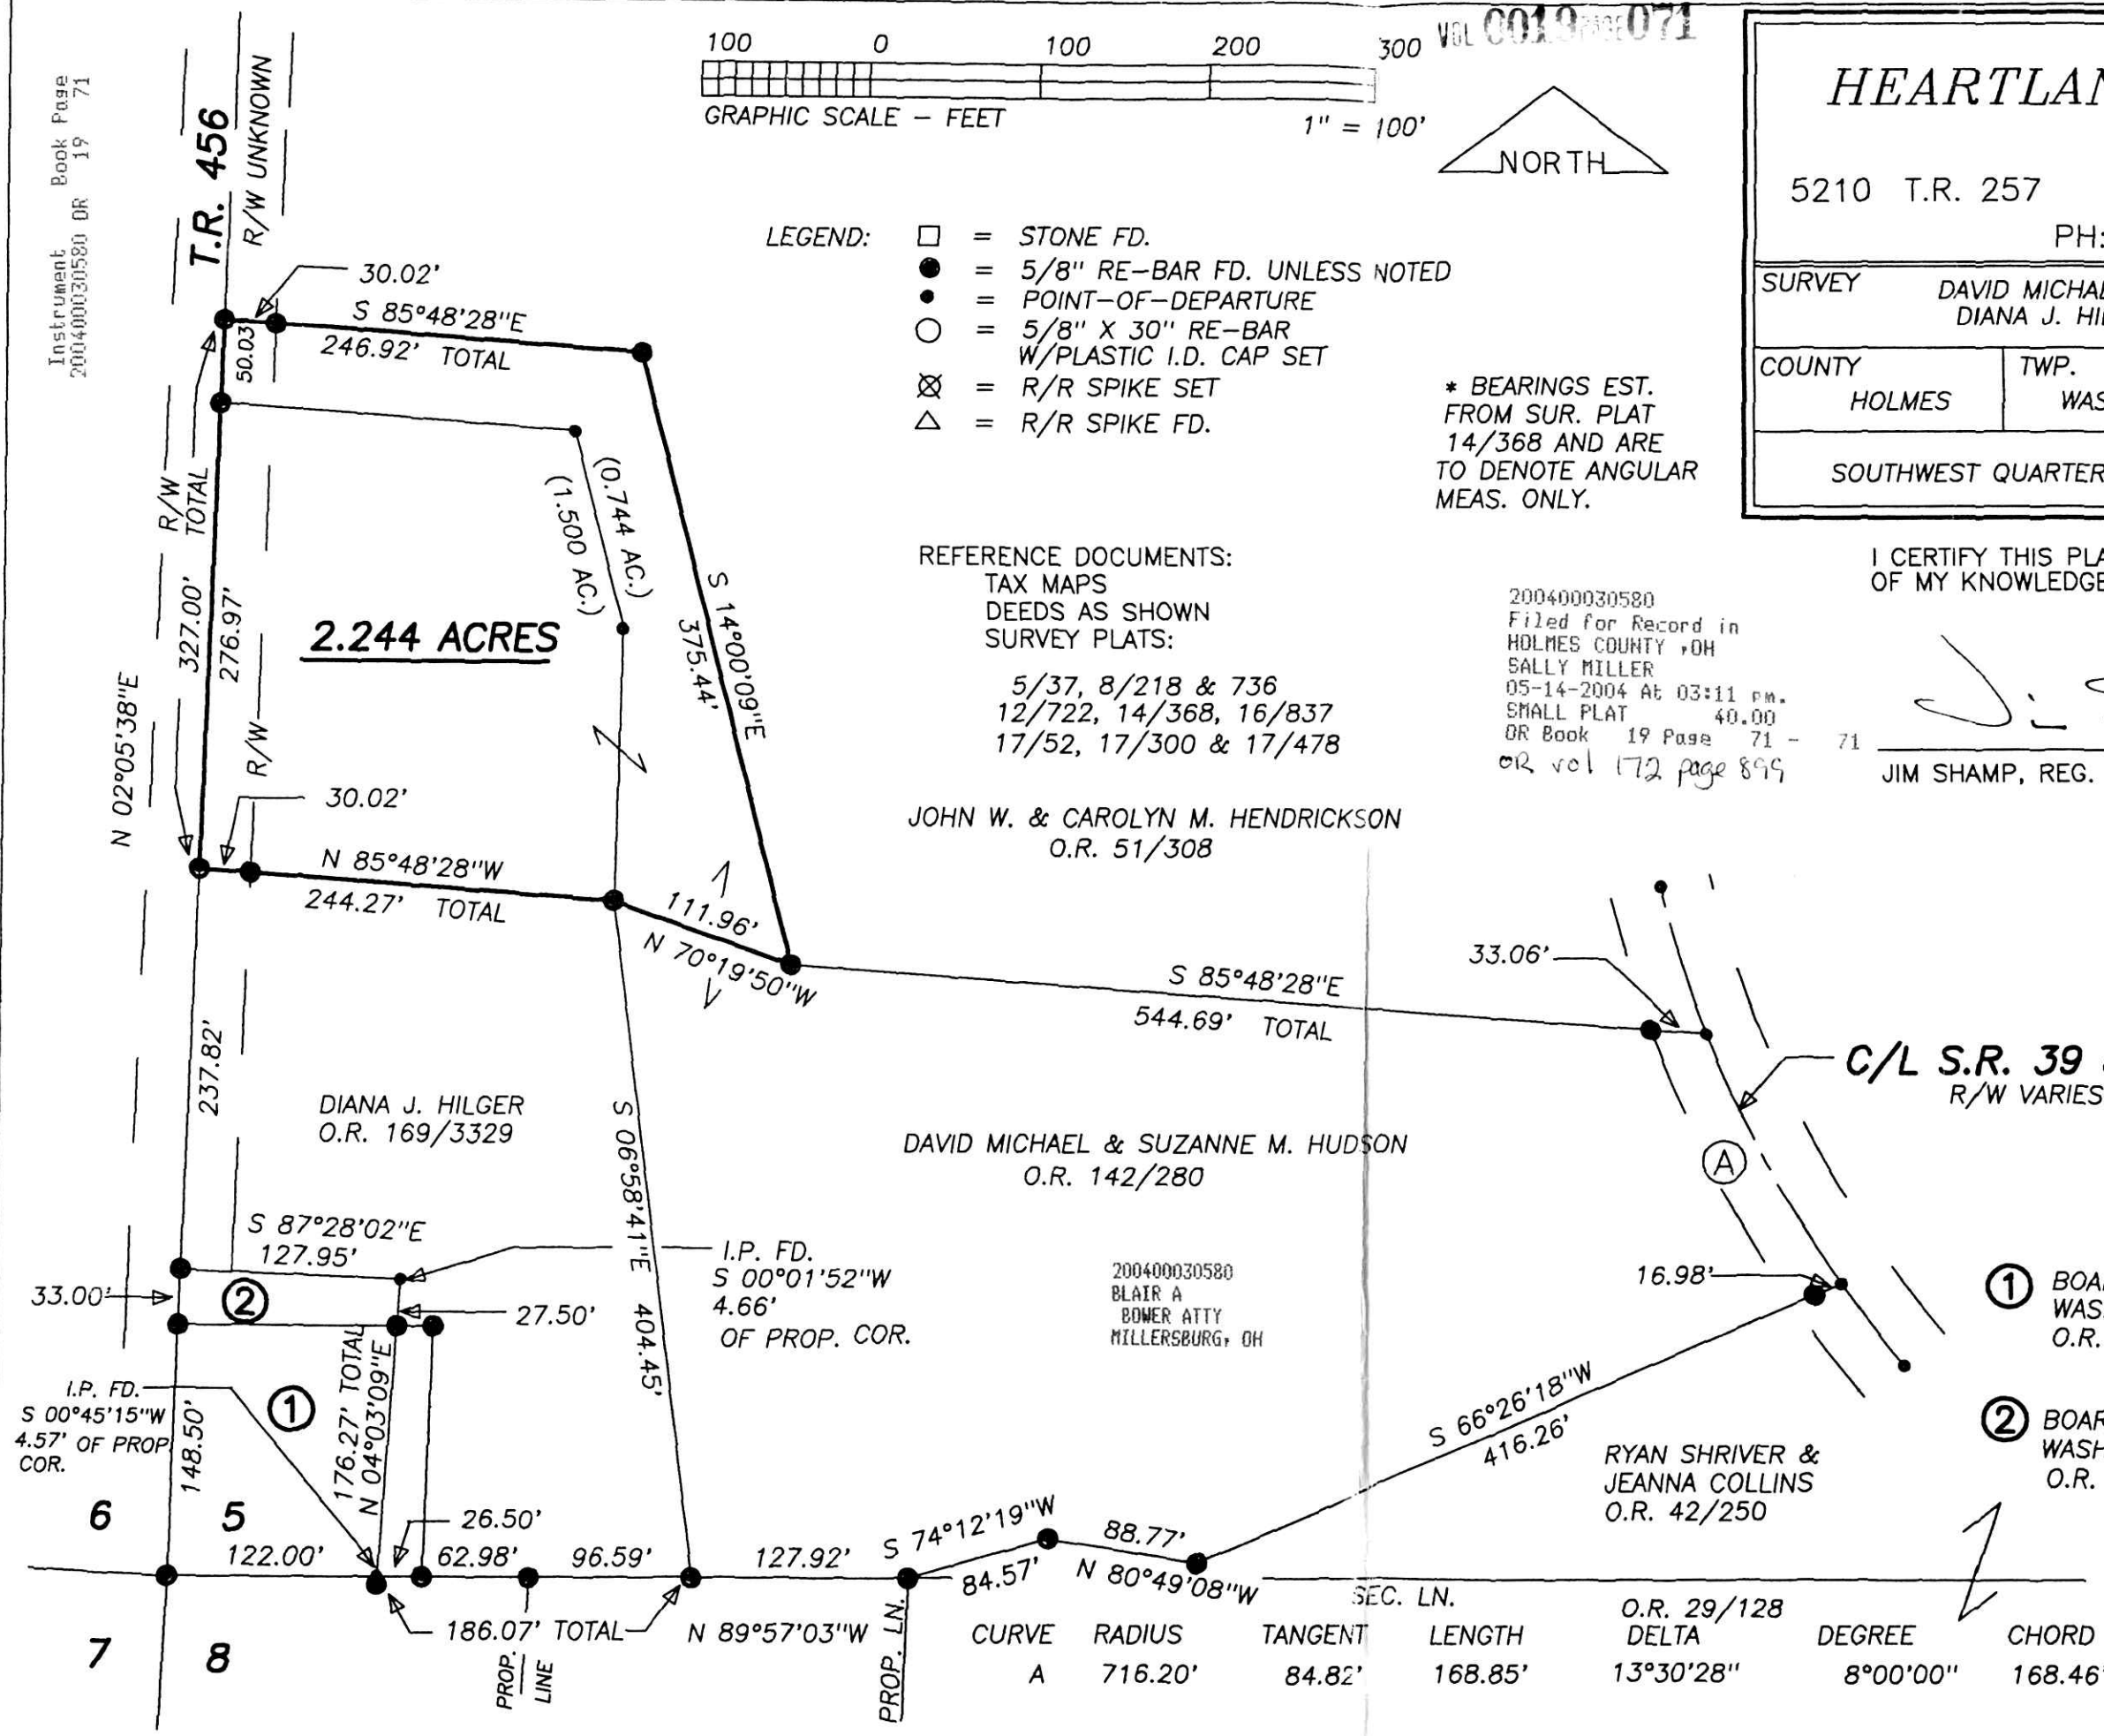 VOL 0019 PAGE 071
Instrument Book Page
200400030580 OR 19 71
100 0 100 200 300
GRAPHIC SCALE – FEET
1" = 100'
NORTH
HEARTLAN
5210 T.R. 257
PH:
SURVEY
DAVID MICHAE
DIANA J. HIL
COUNTY
HOLMES
TWP.
WAS
SOUTHWEST QUARTER
T.R. 456
R/W UNKNOWN
LEGEND:
= STONE FD.
= 5/8" RE-BAR FD. UNLESS NOTED
= POINT-OF-DEPARTURE
= 5/8" X 30" RE-BAR
W/PLASTIC I.D. CAP SET
= R/R SPIKE SET
= R/R SPIKE FD.
* BEARINGS EST.
FROM SUR. PLAT
14/368 AND ARE
TO DENOTE ANGULAR
MEAS. ONLY.
30.02'
S 85°48'28"E
246.92' TOTAL
50.03'
R/W
TOTAL
327.00'
276.97'
R/W
N 02°05'38"E
(0.744 AC.)
(1.500 AC.)
2.244 ACRES
S 14°00'09"E
375.44'
REFERENCE DOCUMENTS:
TAX MAPS
DEEDS AS SHOWN
SURVEY PLATS:
5/37, 8/218 & 736
12/722, 14/368, 16/837
17/52, 17/300 & 17/478
I CERTIFY THIS PLA
OF MY KNOWLEDGE
200400030580
Filed for Record in
HOLMES COUNTY ,OH
SALLY MILLER
05-14-2004 At 03:11 pm.
SMALL PLAT 40.00
OR Book 19 Page 71 - 71
OR vol 172 page 899
JIM SHAMP, REG.
JOHN W. & CAROLYN M. HENDRICKSON
O.R. 51/308
30.02'
N 85°48'28"W
244.27' TOTAL
111.96'
N 70°19'50"W
S 85°48'28"E
544.69' TOTAL
33.06'
C/L S.R. 39
R/W VARIES
A
237.82'
DIANA J. HILGER
O.R. 169/3329
S 06°58'41"E 404.45'
DAVID MICHAEL & SUZANNE M. HUDSON
O.R. 142/280
S 87°28'02"E
127.95'
I.P. FD.
S 00°01'52"W
4.66'
OF PROP. COR.
33.00'
2
27.50'
200400030580
BLAIR A
BOWER ATTY
MILLERSBURG, OH
16.98'
1 BOAR
WAS
O.R.
2 BOAR
WASH
O.R.
I.P. FD.
S 00°45'15"W
4.57' OF PROP
COR.
1
148.50'
176.27' TOTAL
N 04°03'09"E
S 66°26'18"W
416.26'
RYAN SHRIVER &
JEANNA COLLINS
O.R. 42/250
6 5
26.50'
122.00' 62.98' 96.59' 127.92'
S 74°12'19"W
84.57'
88.77'
N 80°49'08"W
SEC. LN.
7 8
186.07' TOTAL
N 89°57'03"W
PROP. LINE
PROP. LN.
O.R. 29/128
CURVE RADIUS TANGENT LENGTH DELTA DEGREE CHORD
A 716.20' 84.82' 168.85' 13°30'28" 8°00'00" 168.46'